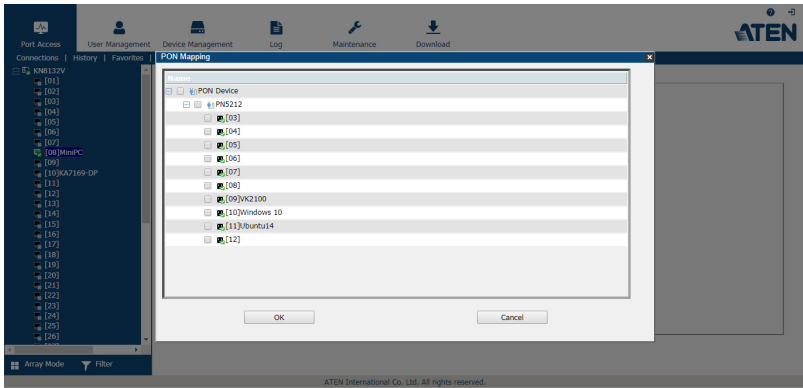 Port Access
User Management
Device Management
Log
Maintenance
Download
ATEN
Connections | History | Favorites |
PON Mapping
KN8132V
[01]
[02]
[03]
[04]
[05]
[06]
[07]
[08]MiniPC
[09]
[10]KA7169-DP
[11]
[12]
[13]
[14]
[15]
[16]
[17]
[18]
[19]
[20]
[21]
[22]
[23]
[24]
[25]
[26]
Name
PON Device
PN5212
[03]
[04]
[05]
[06]
[07]
[08]
[09]VK2100
[10]Windows 10
[11]Ubuntu14
[12]
OK
Cancel
Array Mode
Filter
ATEN International Co. Ltd. All rights reserved.